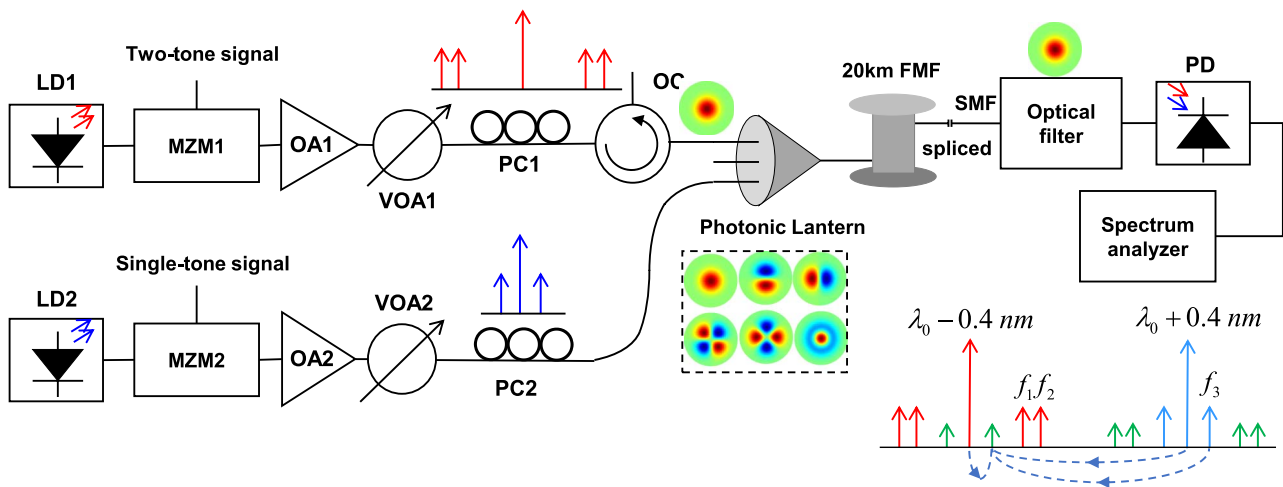 Two-tone signal
LD1
MZM1
OA1
VOA1
PC1
OC
20km FMF
SMF
spliced
Optical
filter
PD
Spectrum
analyzer
Photonic Lantern
Single-tone signal
LD2
MZM2
OA2
VOA2
PC2
λ₀ − 0.4 nm
λ₀ + 0.4 nm
f₁ f₂
f₃